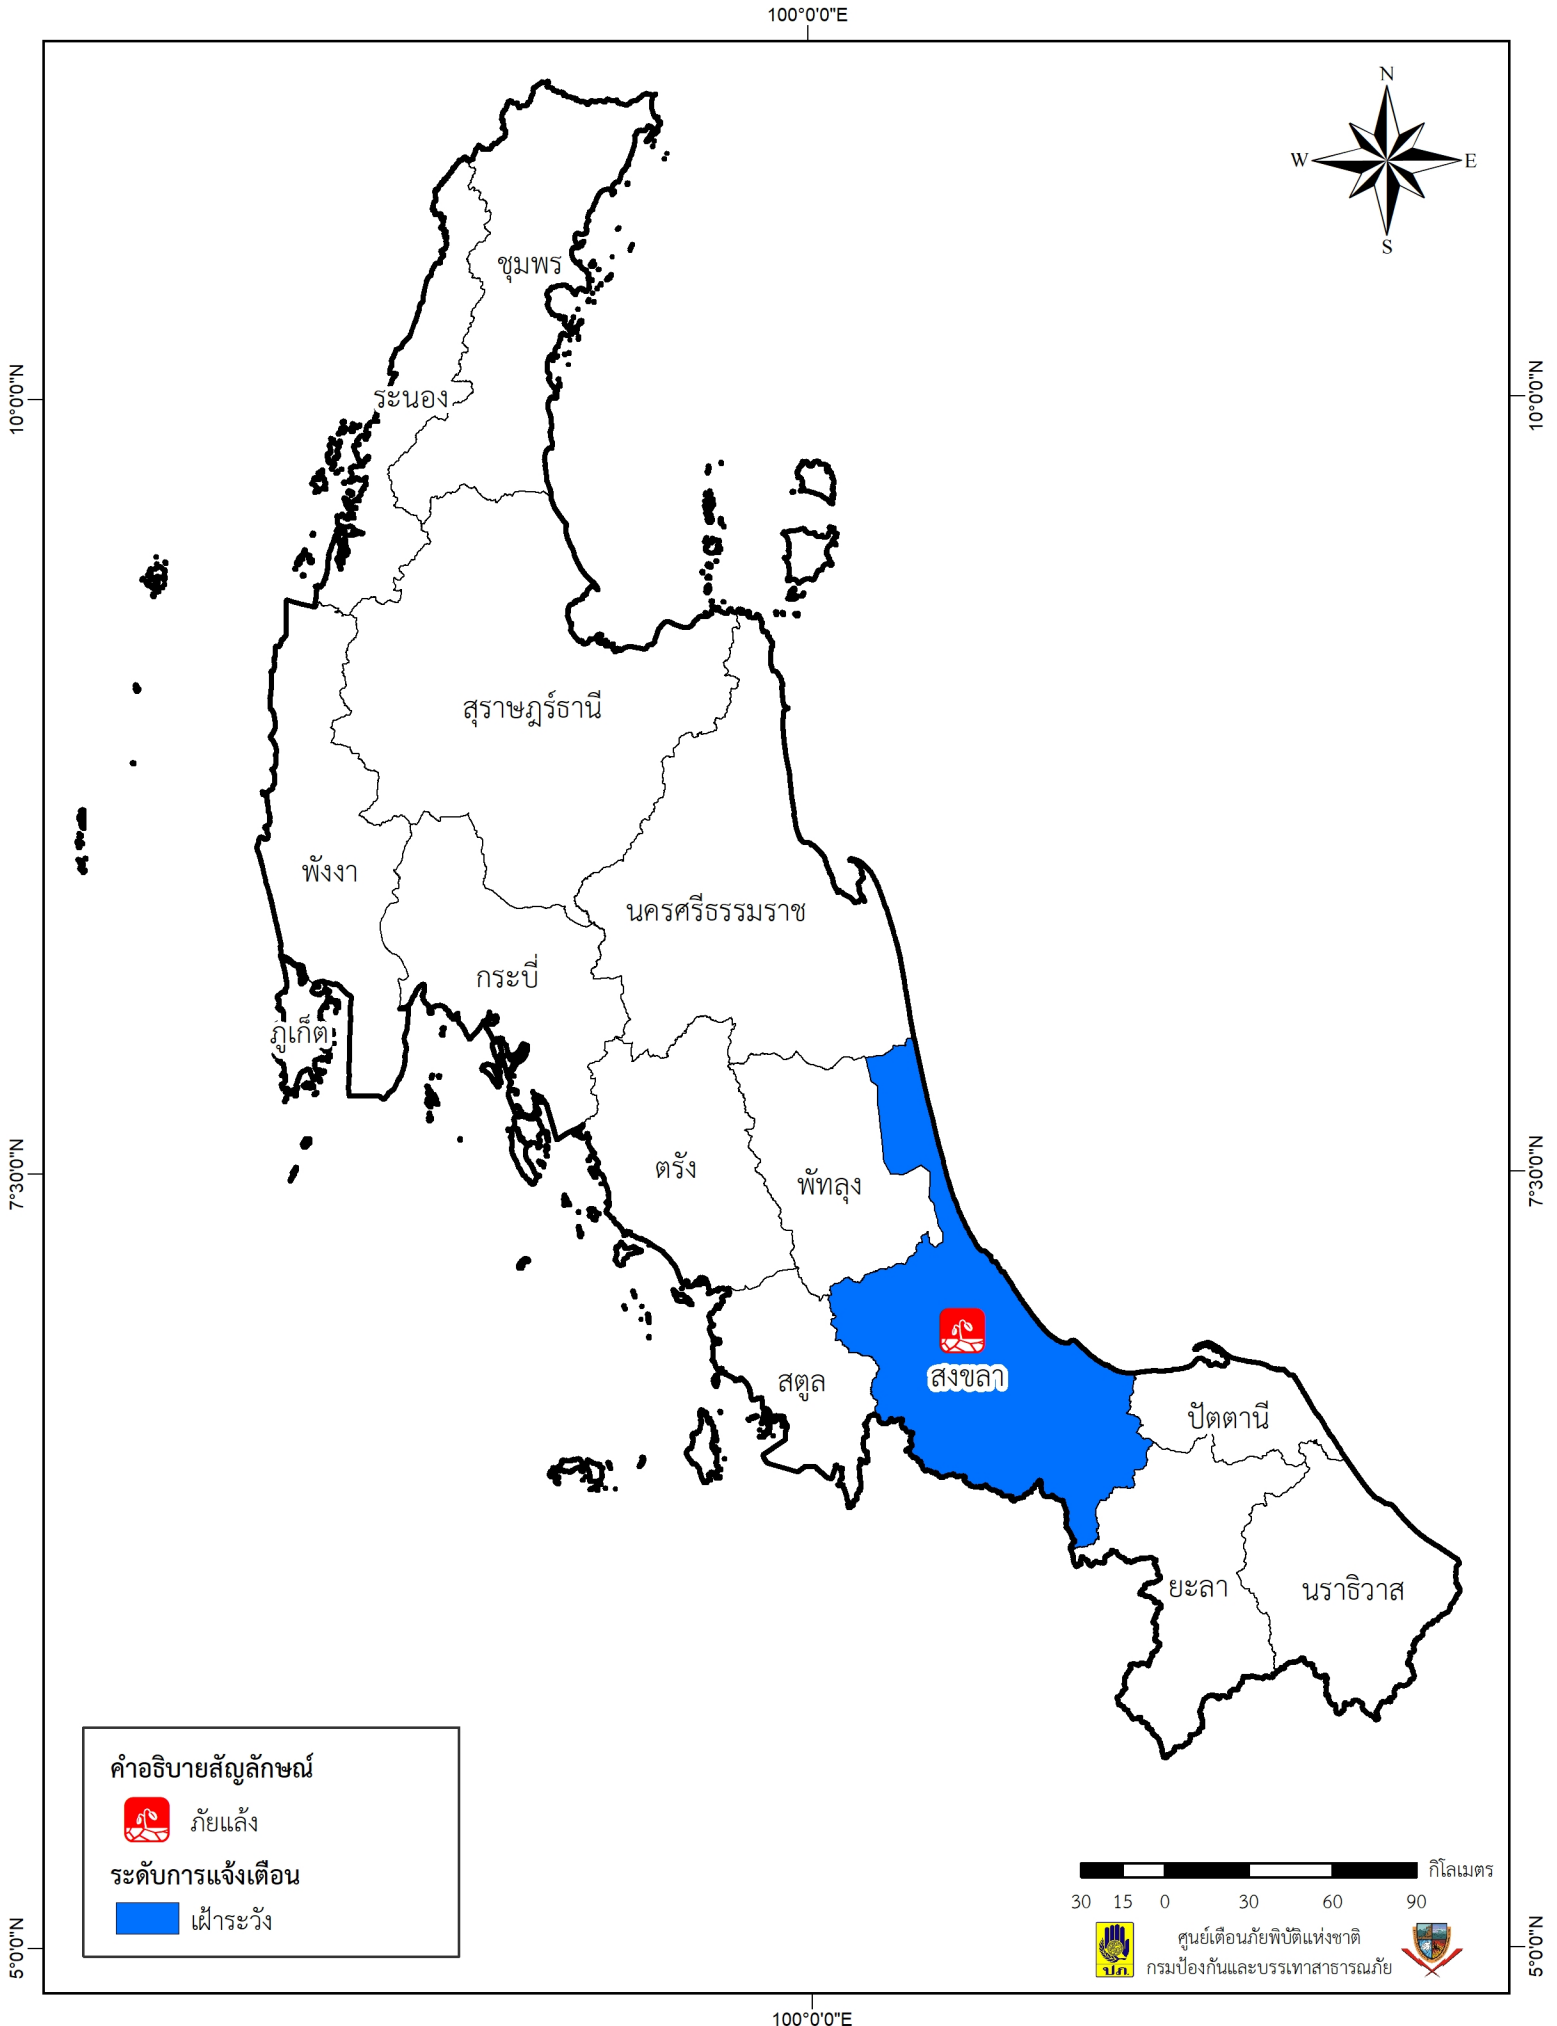 100°0'0"E
N
W
E
S
ชุมพร
10°0'0"N
10°0'0"N
ระนอง
สุราษฎร์ธานี
พังงา
นครศรีธรรมราช
กระบี่
ภูเก็ต
7°30'0"N
7°30'0"N
ตรัง
พัทลุง
สงขลา
สตูล
ปัตตานี
ยะลา
นราธิวาส
คำอธิบายสัญลักษณ์
ภัยแล้ง
ระดับการแจ้งเตือน
เฝ้าระวัง
กิโลเมตร
30 15 0 30 60 90
ศูนย์เตือนภัยพิบัติแห่งชาติ
กรมป้องกันและบรรเทาสาธารณภัย
ปภ.
5°0'0"N
5°0'0"N
100°0'0"E